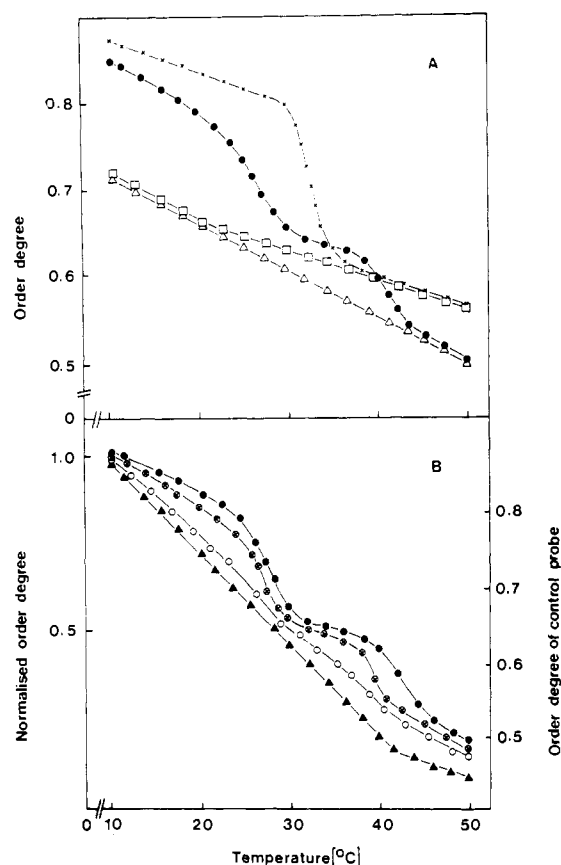 A
0.8
0.7
0.6
0.5
0
Order degree
B
1.0
0.5
0
Normalised order degree
0.8
0.7
0.6
0.5
Order degree of control probe
10 20 30 40 50
Temperature[°C]